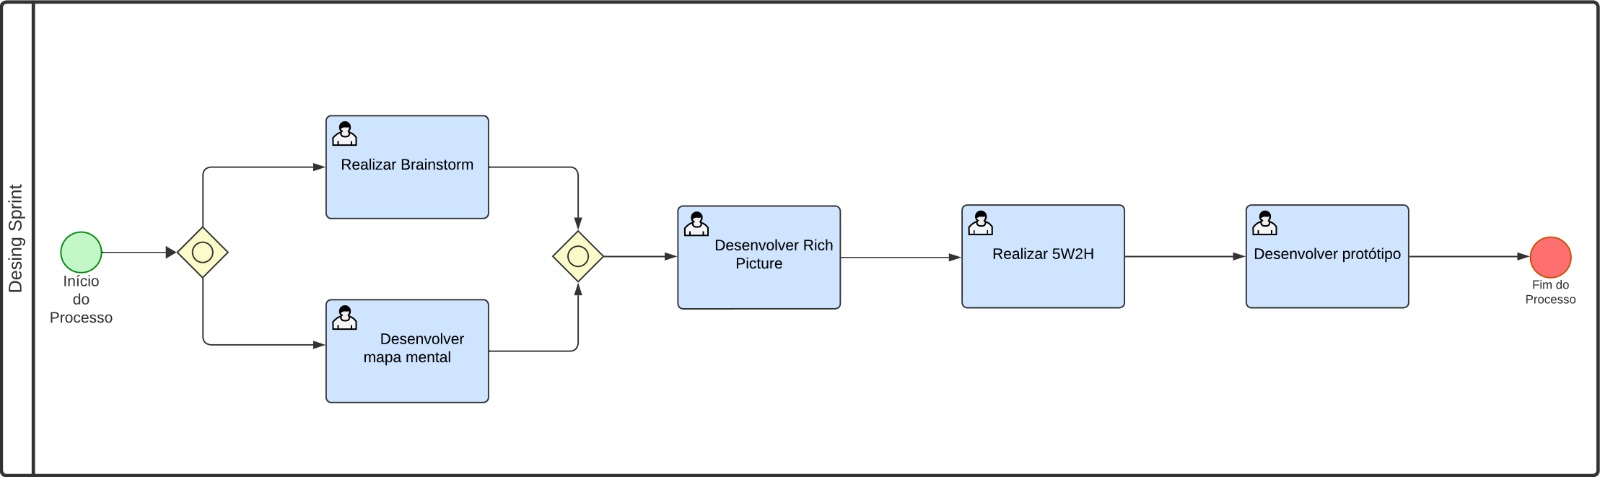 Desing Sprint
Início
do
Processo
Realizar Brainstorm
Desenvolver
mapa mental
Desenvolver Rich
Picture
Realizar 5W2H
Desenvolver protótipo
Fim do
Processo